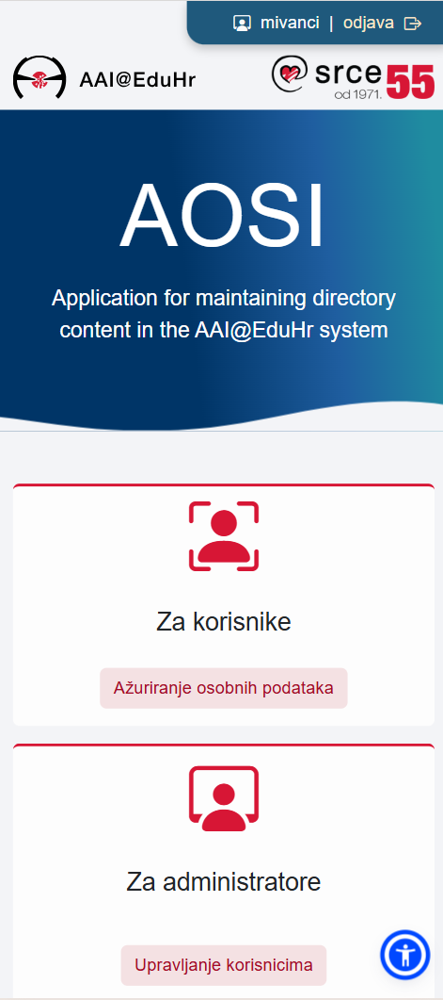 mivanci | odjava
AAI@EduHr
srce 55
od 1971.
AOSI
Application for maintaining directory
content in the AAI@EduHr system
Za korisnike
Ažuriranje osobnih podataka
Za administratore
Upravljanje korisnicima